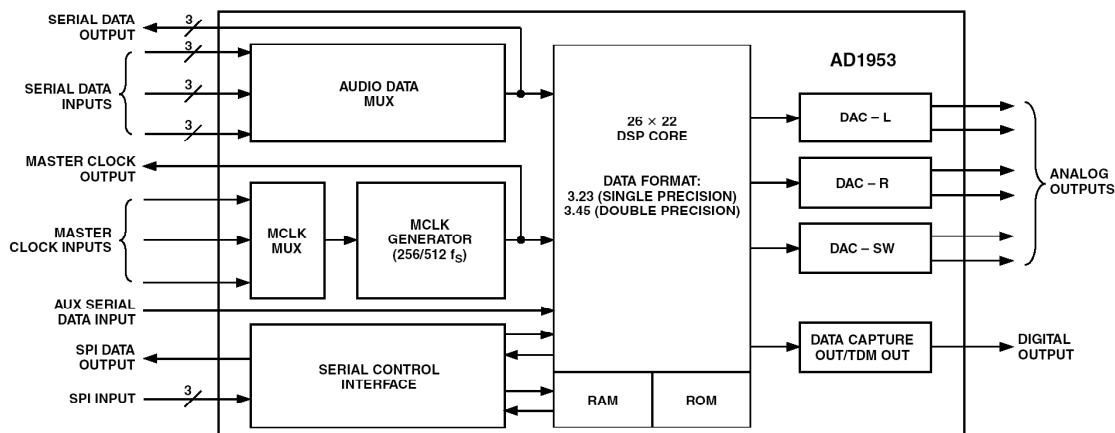 SERIAL DATA
OUTPUT
3
3
SERIAL DATA
INPUTS
3
3
AUDIO DATA
MUX
MASTER CLOCK
OUTPUT
MASTER
CLOCK INPUTS
MCLK
MUX
MCLK
GENERATOR
(256/512 fS)
AUX SERIAL
DATA INPUT
SPI DATA
OUTPUT
SPI INPUT
3
SERIAL CONTROL
INTERFACE
26 × 22
DSP CORE
DATA FORMAT:
3.23 (SINGLE PRECISION)
3.45 (DOUBLE PRECISION)
RAM
ROM
AD1953
DAC – L
DAC – R
DAC – SW
ANALOG
OUTPUTS
DATA CAPTURE
OUT/TDM OUT
DIGITAL
OUTPUT